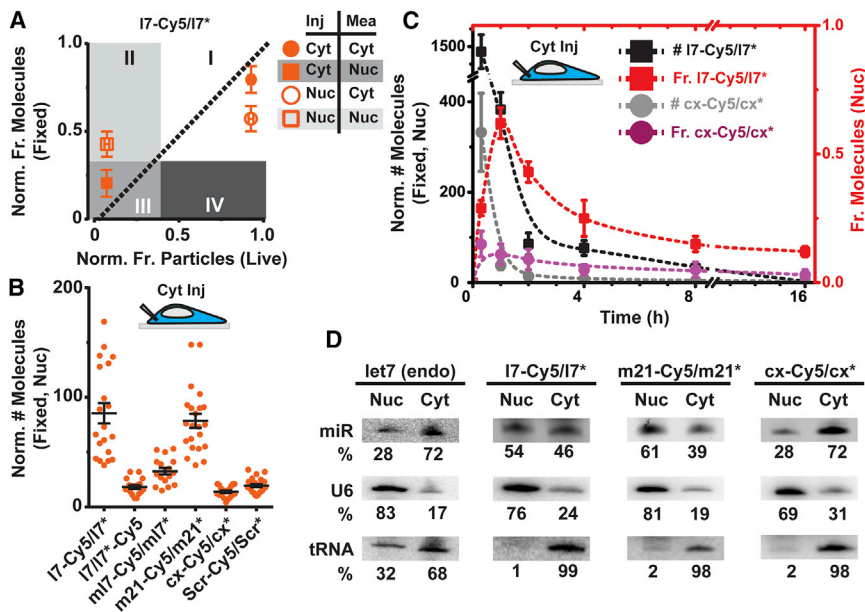 A
l7-Cy5/l7*
Inj Mea
Cyt Cyt
Cyt Nuc
Nuc Cyt
Nuc Nuc
Norm. Fr. Molecules
(Fixed)
1.0
0.5
0
II I
III IV
0 0.5 1.0
Norm. Fr. Particles (Live)
B
Cyt Inj
Norm. # Molecules
(Fixed, Nuc)
200
100
0
l7-Cy5/l7*
l7/l7*-Cy5
ml7-Cy5/ml7*
m21-Cy5/m21*
cx-Cy5/cx*
Scr-Cy5/Scr*
C
Cyt Inj
# l7-Cy5/l7*
Fr. l7-Cy5/l7*
# cx-Cy5/cx*
Fr. cx-Cy5/cx*
Norm. # Molecules
(Fixed, Nuc)
1500
400
200
100
0
Fr. Molecules (Nuc)
1.0
0.5
0.0
0 4 8 16
Time (h)
D
let7 (endo) l7-Cy5/l7* m21-Cy5/m21* cx-Cy5/cx*
Nuc Cyt Nuc Cyt Nuc Cyt Nuc Cyt
miR
% 28 72 54 46 61 39 28 72
U6
% 83 17 76 24 81 19 69 31
tRNA
% 32 68 1 99 2 98 2 98